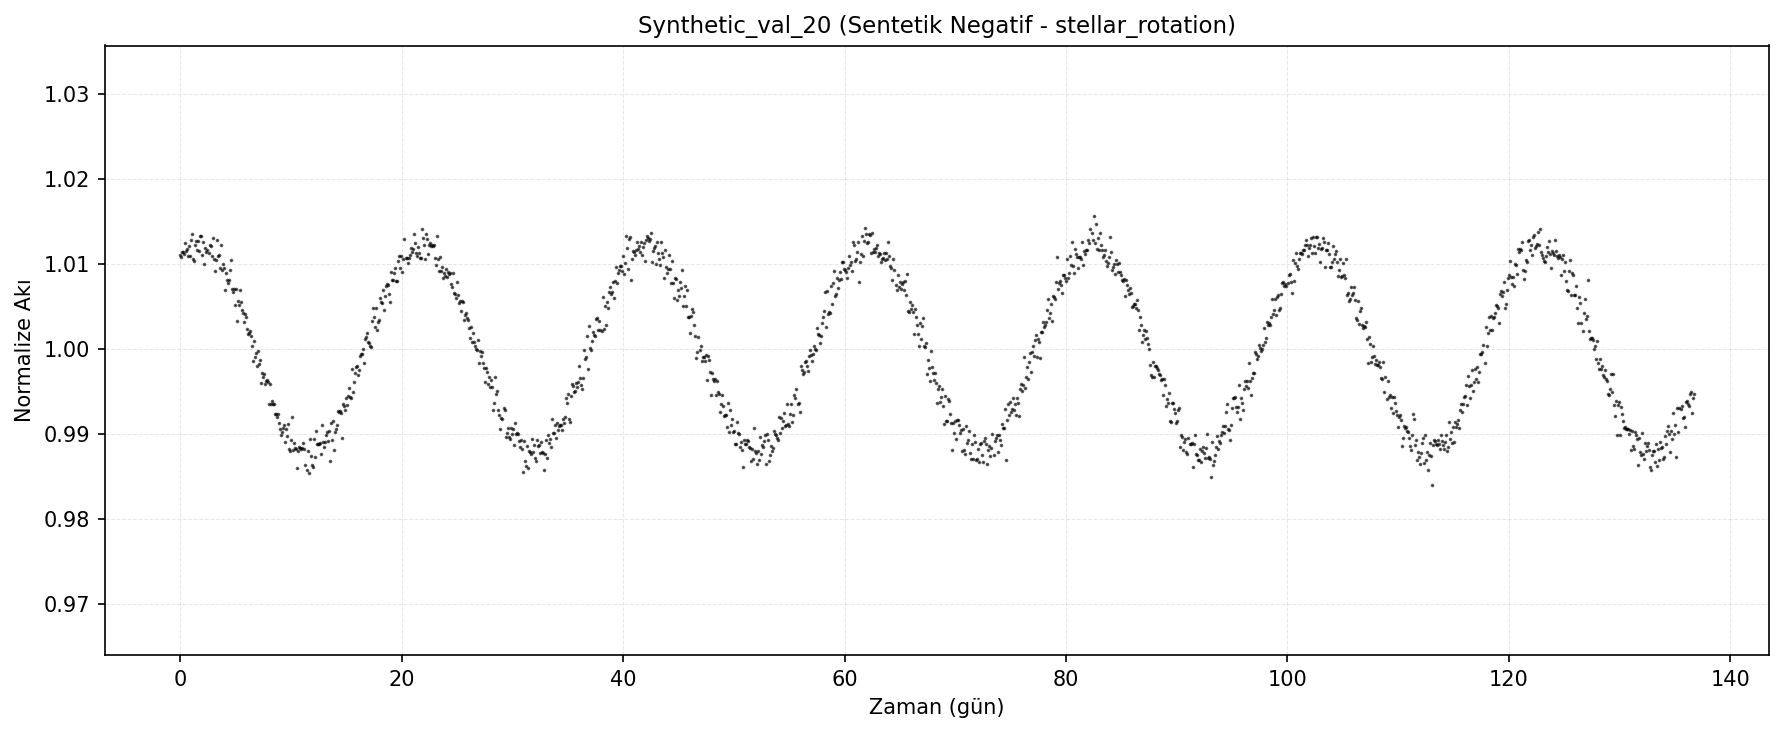 Synthetic_val_20 (Sentetik Negatif - stellar_rotation)
Normalize Akı
1.03
1.02
1.01
1.00
0.99
0.98
0.97
0 20 40 60 80 100 120 140
Zaman (gün)